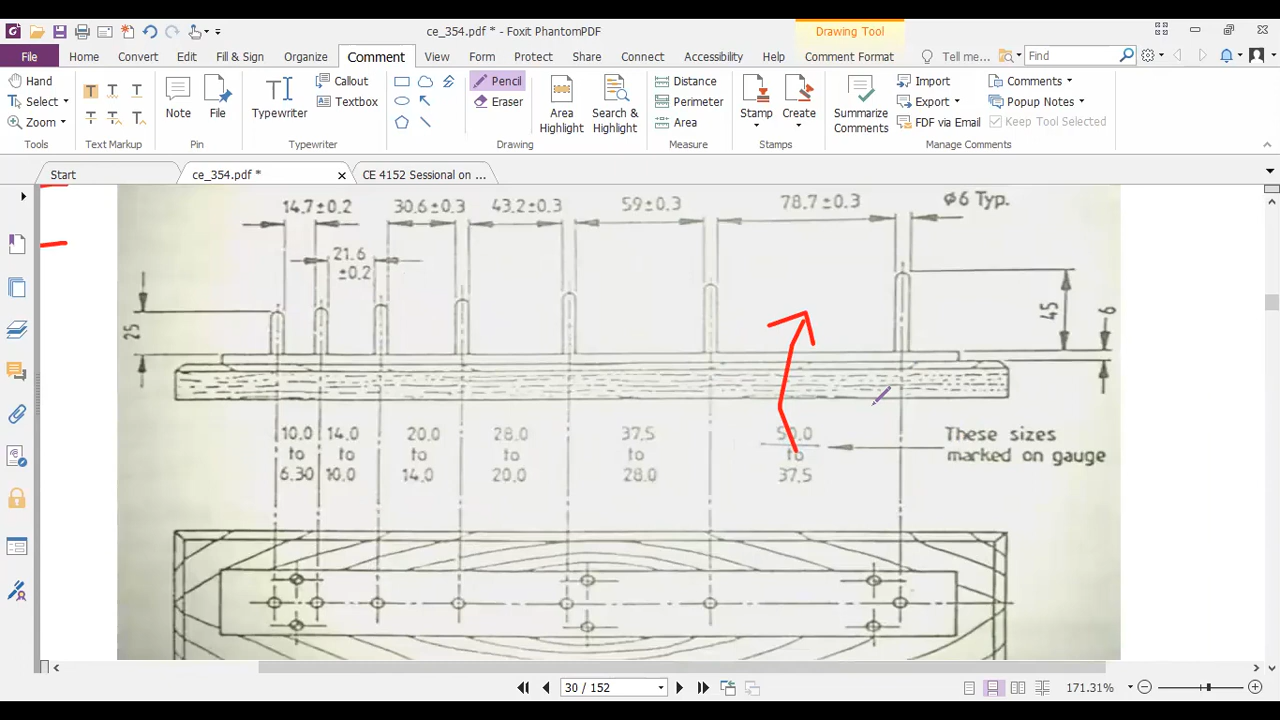 ce_354.pdf * - Foxit PhantomPDF
Drawing Tool
File Home Convert Edit Fill & Sign Organize Comment View Form Protect Share Connect Accessibility Help Comment Format Tell me... Find
Hand
Select
Zoom
Tools
Text Markup
Note
File
Pin
Typewriter
Callout
Textbox
Typewriter
Pencil
Eraser
Area
Highlight
Search &
Highlight
Drawing
Distance
Perimeter
Area
Measure
Stamp
Create
Stamps
Summarize
Comments
Import
Export
FDF via Email
Comments
Popup Notes
Keep Tool Selected
Manage Comments
Start
ce_354.pdf *
CE 4152 Sessional on ...
14.7±0.2 30.6±0.3 43.2±0.3 59±0.3 78.7±0.3 ϕ6 Typ.
21.6
±0.2
25
45
6
10.0 14.0 20.0 28.0 37.5 50.0
to to to to to to
6.30 10.0 14.0 20.0 28.0 37.5
These sizes
marked on gauge
30 / 152
171.31%